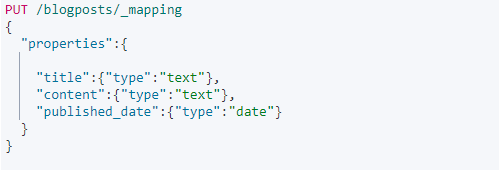 PUT /blogposts/_mapping
{
  "properties":{

    "title":{"type":"text"},
    "content":{"type":"text"},
    "published_date":{"type":"date"}
  }
}